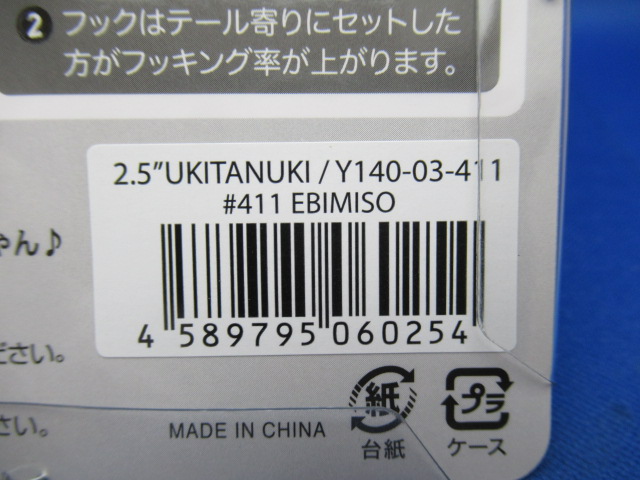 ❷ フックはテール寄りにセットした
方がフッキング率が上がります。
2.5”UKITANUKI / Y140-03-411
#411 EBIMISO
ゃん♪
4 589795 060254
ださい。
さい。
MADE IN CHINA
紙
台紙
プラ
ケース